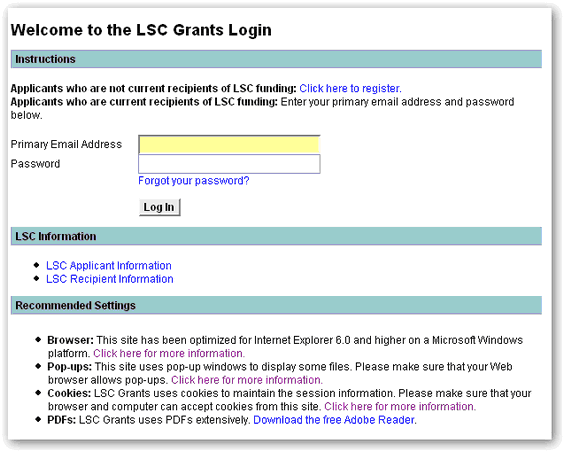 Welcome to the LSC Grants Login
Instructions
Applicants who are not current recipients of LSC funding: Click here to register.
Applicants who are current recipients of LSC funding: Enter your primary email address and password
below.
Primary Email Address
Password
Forgot your password?
Log In
LSC Information
LSC Applicant Information
LSC Recipient Information
Recommended Settings
Browser: This site has been optimized for Internet Explorer 6.0 and higher on a Microsoft Windows
platform. Click here for more information.
Pop-ups: This site uses pop-up windows to display some files. Please make sure that your Web
browser allows pop-ups. Click here for more information.
Cookies: LSC Grants uses cookies to maintain the session information. Please make sure that your
browser and computer can accept cookies from this site. Click here for more information.
PDFs: LSC Grants uses PDFs extensively. Download the free Adobe Reader.